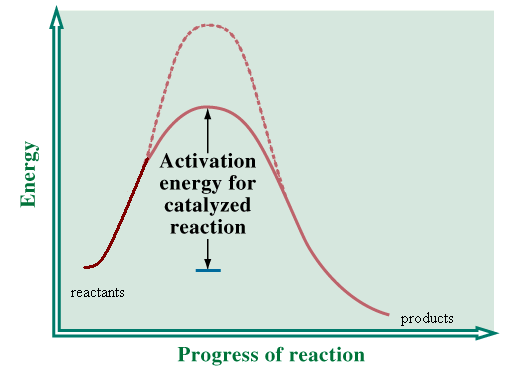 Energy
Activation
energy for
catalyzed
reaction
reactants
products
Progress of reaction